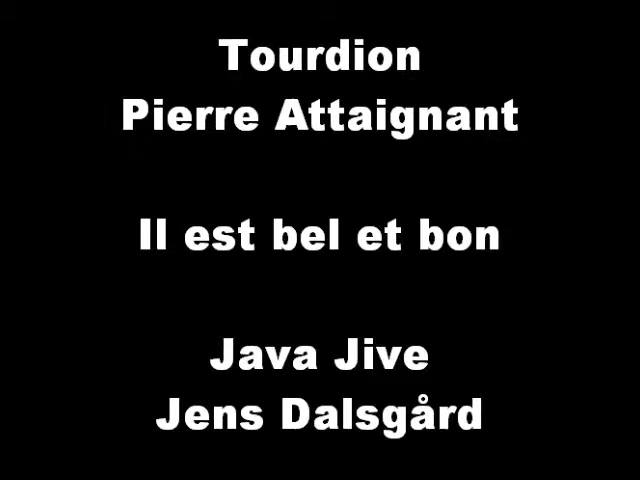 Tourdion
Pierre Attaignant
Il est bel et bon
Java Jive
Jens Dalsgård